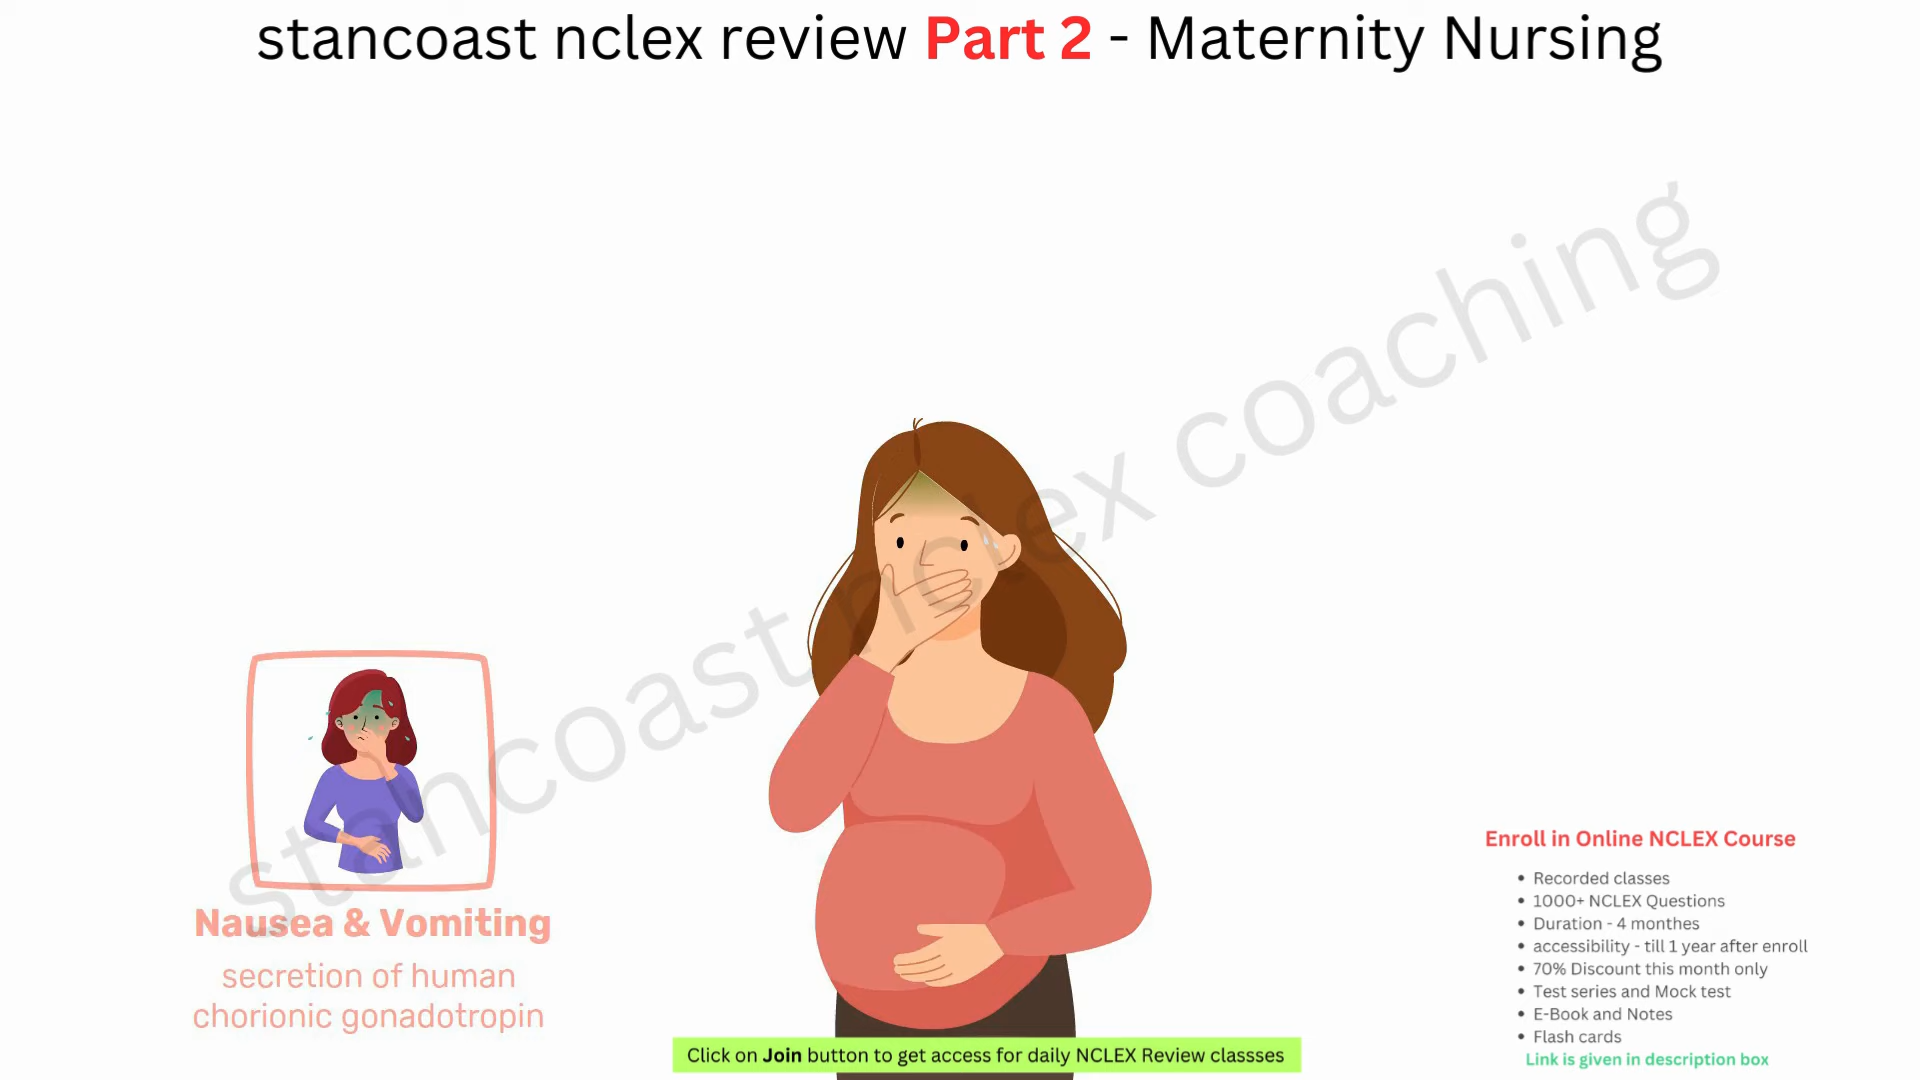 stancoast nclex review Part 2 - Maternity Nursing
stancoast nclex coaching
Nausea & Vomiting
secretion of human
chorionic gonadotropin
Enroll in Online NCLEX Course
• Recorded classes
• 1000+ NCLEX Questions
• Duration - 4 monthes
• accessibility - till 1 year after enroll
• 70% Discount this month only
• Test series and Mock test
• E-Book and Notes
• Flash cards
Link is given in description box
Click on Join button to get access for daily NCLEX Review classses